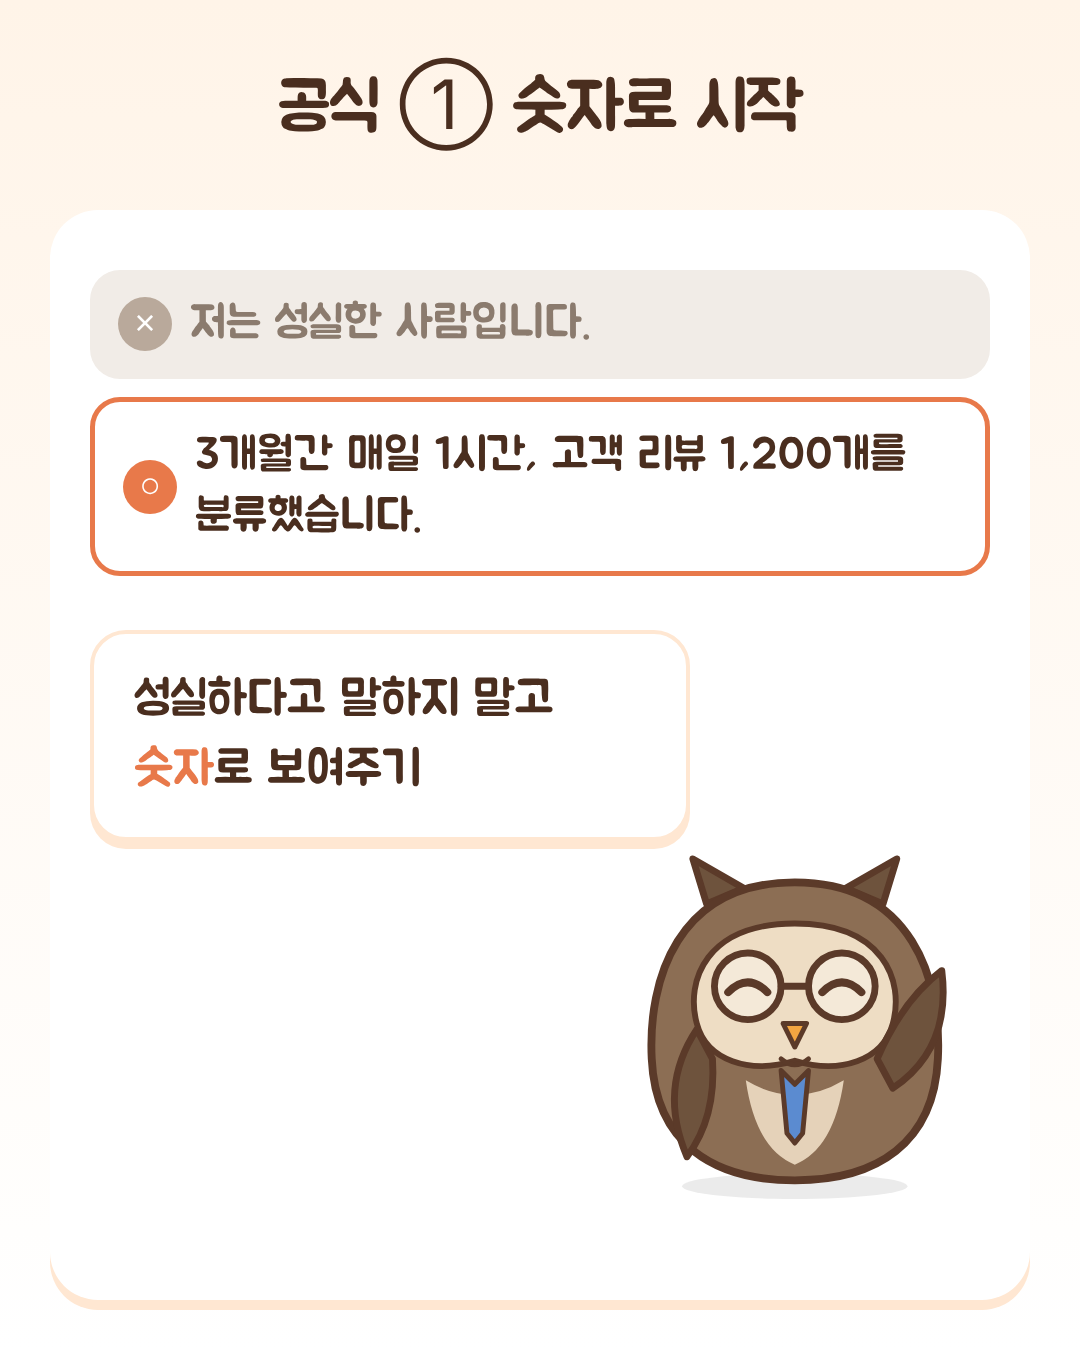 공식 ① 숫자로 시작
× 저는 성실한 사람입니다.
○ 3개월간 매일 1시간, 고객 리뷰 1,200개를
분류했습니다.
성실하다고 말하지 말고
숫자로 보여주기